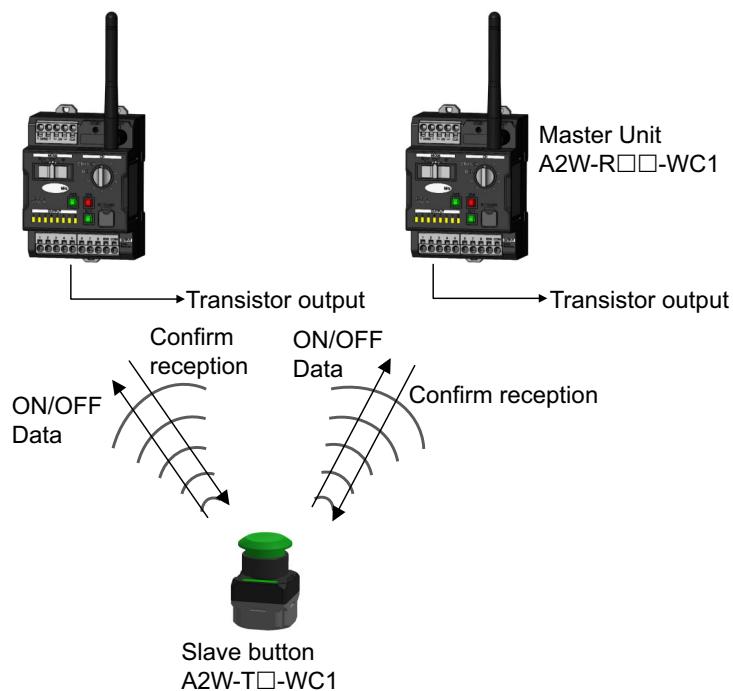 Master Unit
A2W-R□□-WC1
Transistor output
Transistor output
Confirm
reception
ON/OFF
Data
ON/OFF
Data
Confirm reception
Slave button
A2W-T□-WC1